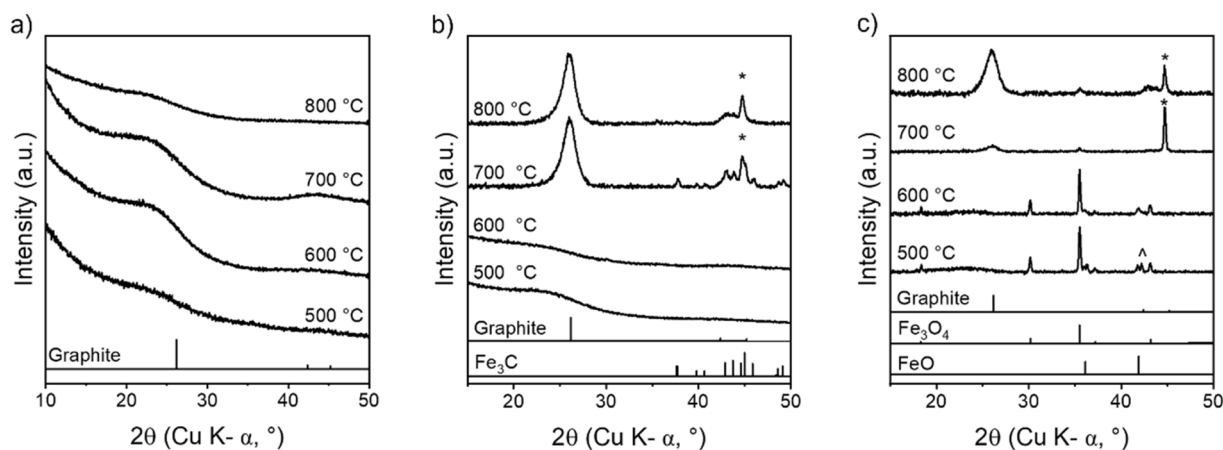 a)
Intensity (a.u.)
800 °C
700 °C
600 °C
500 °C
Graphite
10 20 30 40 50
2θ (Cu K- α, °)
b)
Intensity (a.u.)
*
800 °C
*
700 °C
600 °C
500 °C
Graphite
Fe₃C
20 30 40 50
2θ (Cu K- α, °)
c)
Intensity (a.u.)
*
800 °C
*
700 °C
600 °C
500 °C
^
Graphite
Fe₃O₄
FeO
20 30 40 50
2θ (Cu K- α, °)